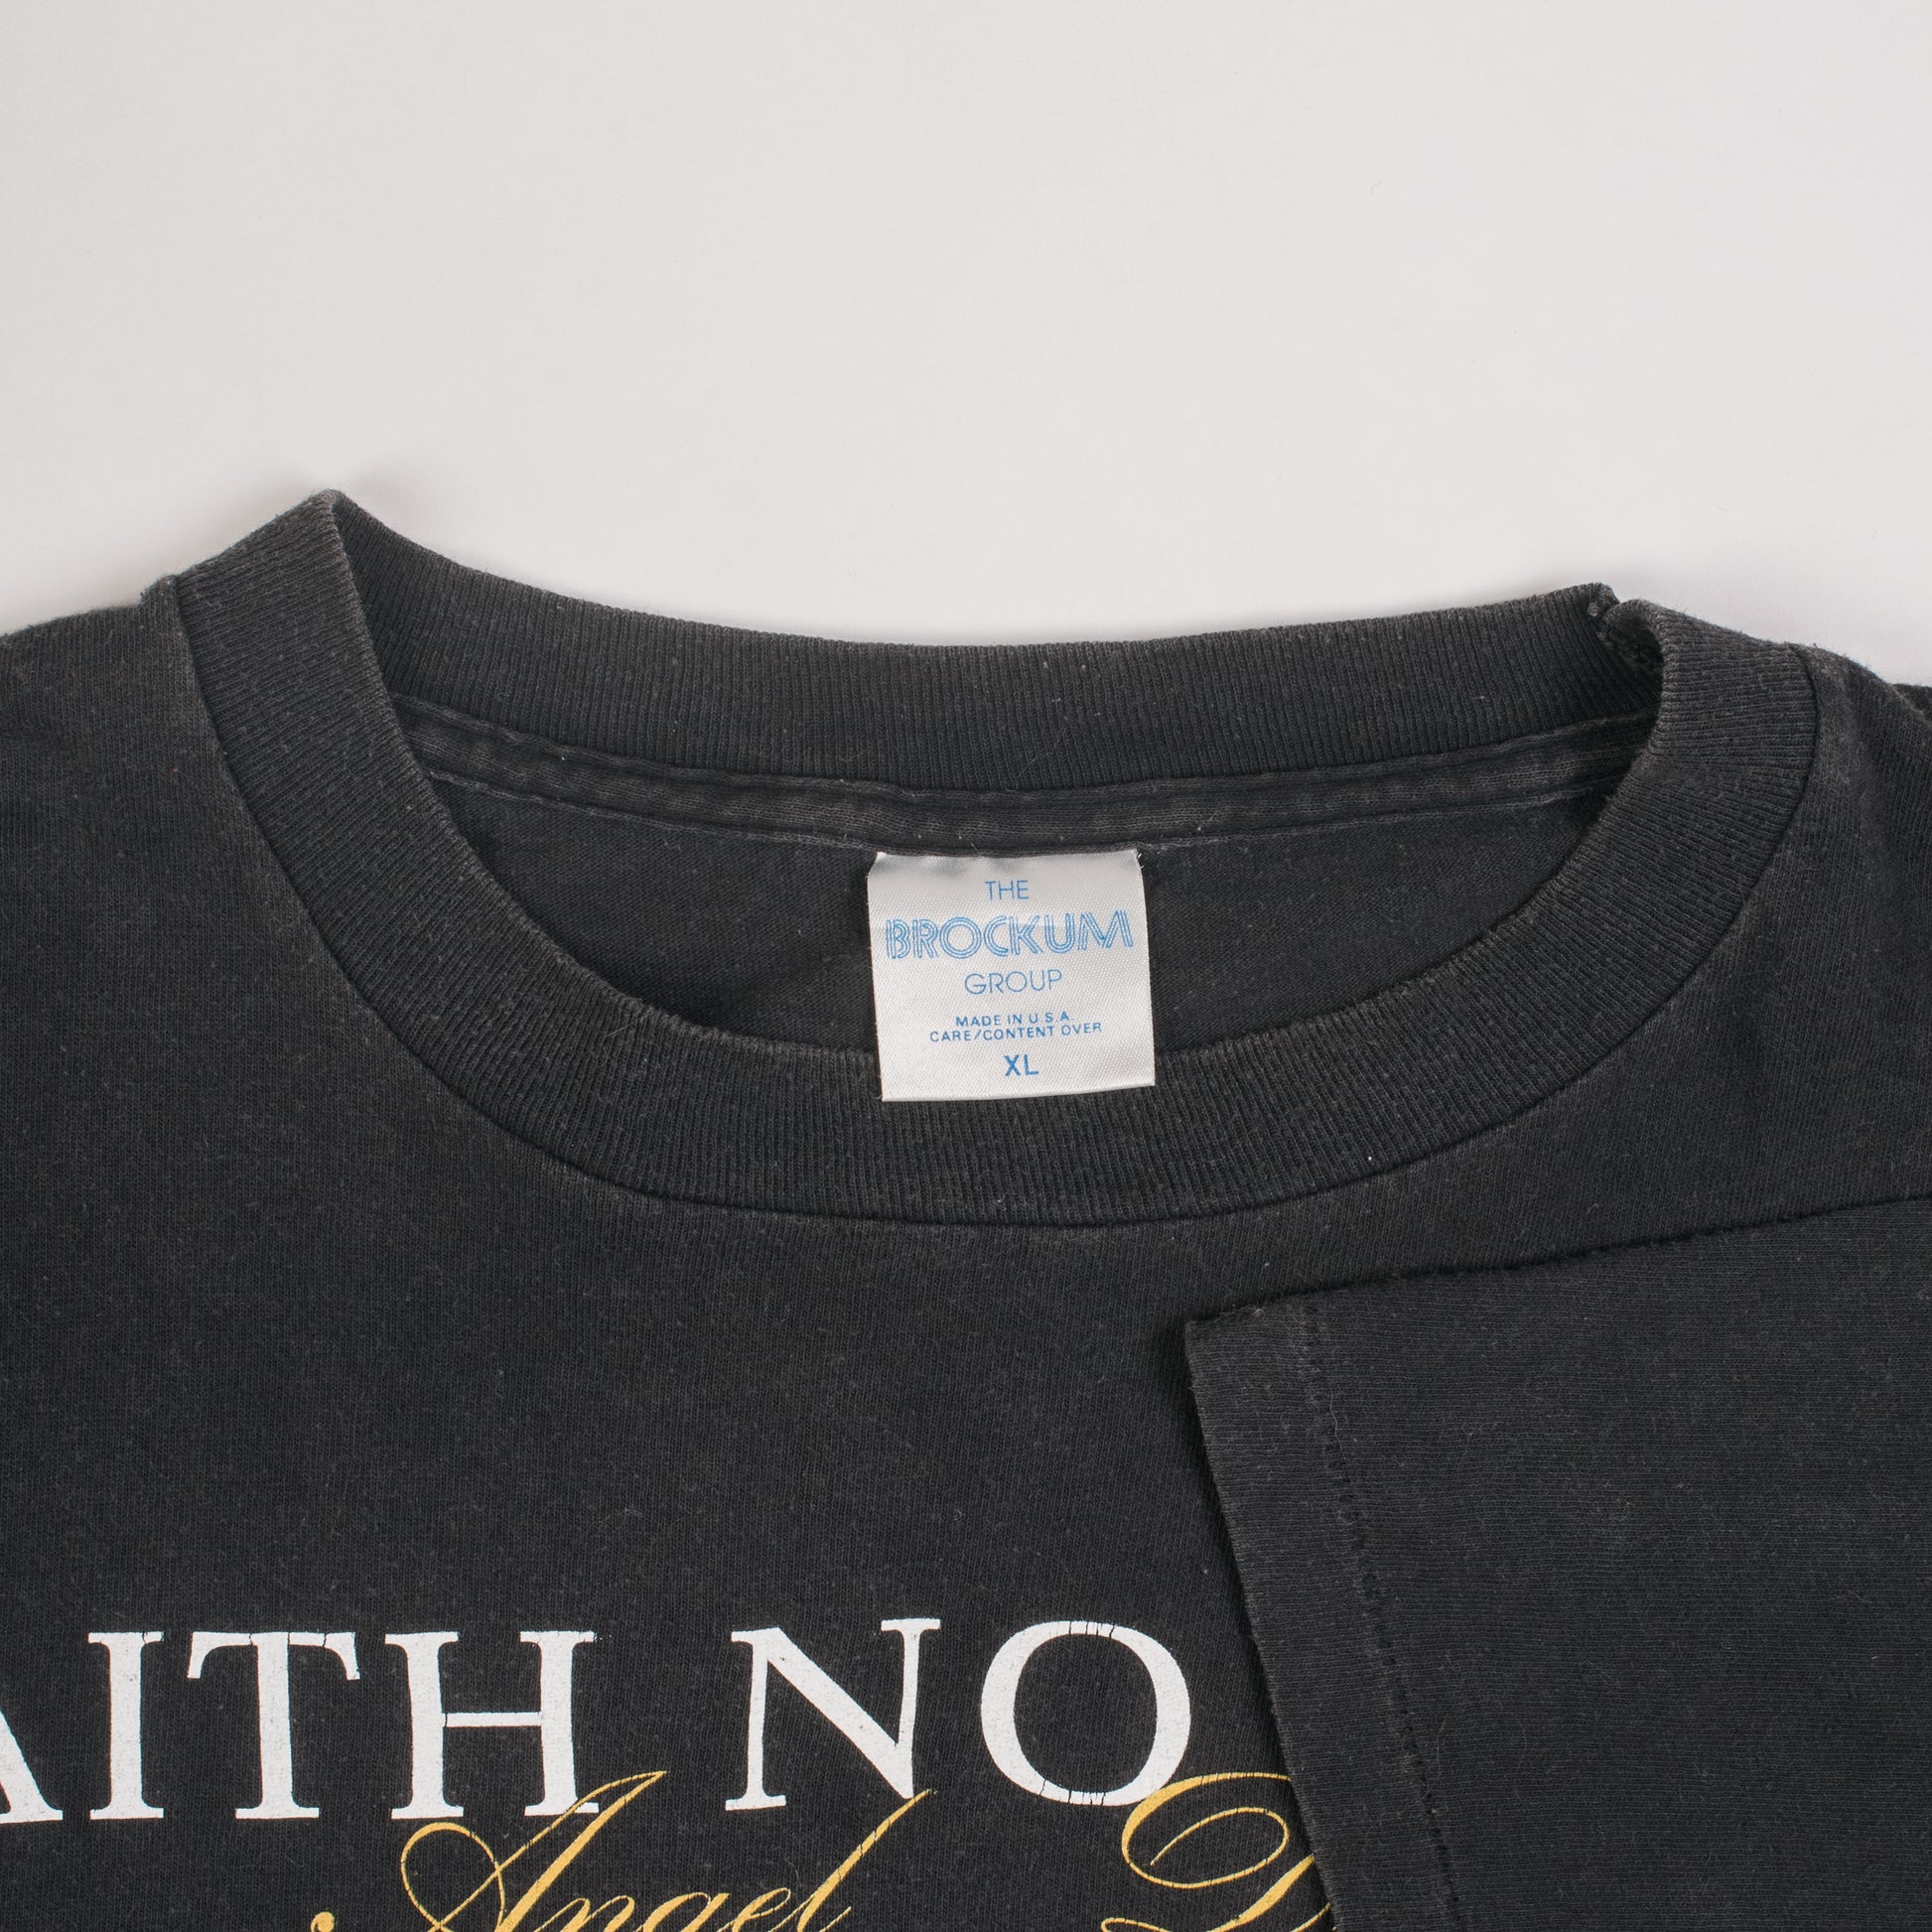 THE
BROCKUM
GROUP
MADE IN U.S.A.
CARE/CONTENT OVER
XL
AITH NO
Angel D